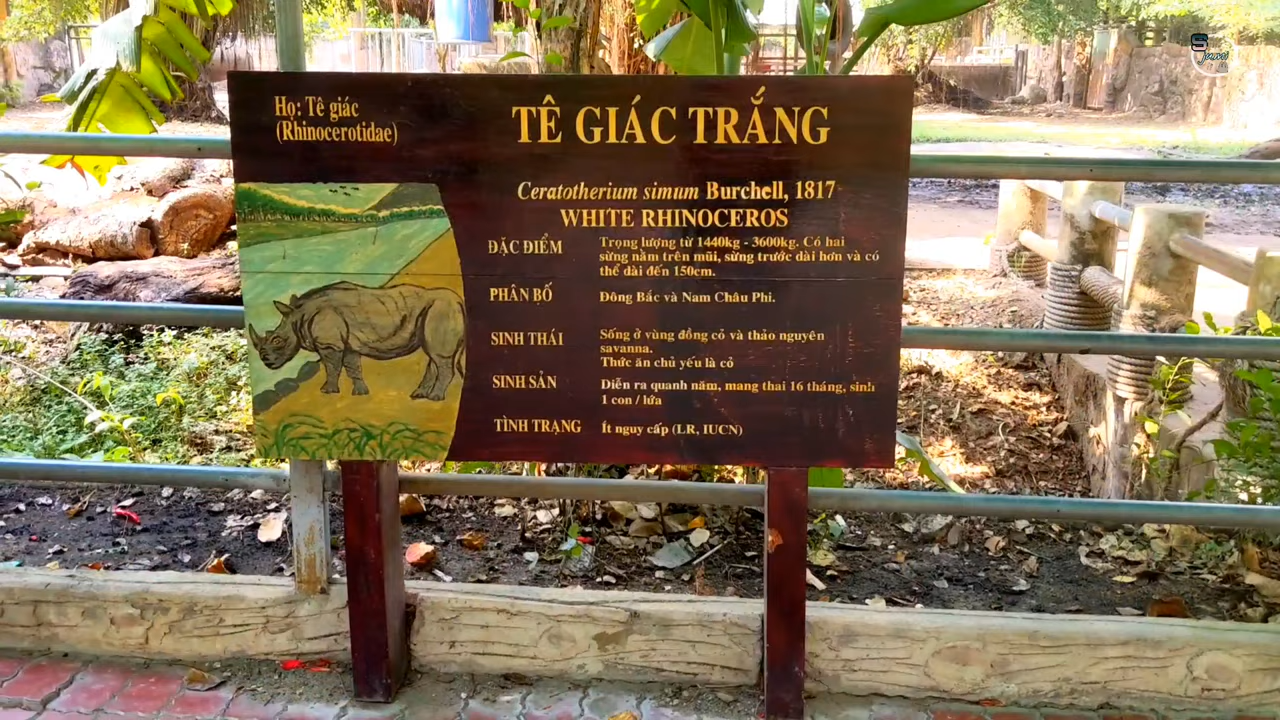 Họ: Tê giác
(Rhinocerotidae)
TÊ GIÁC TRẮNG
Ceratotherium simum Burchell, 1817
WHITE RHINOCEROS
ĐẶC ĐIỂM
Trọng lượng từ 1440kg - 3600kg. Có hai
sừng nằm trên mũi, sừng trước dài hơn và có
thể dài đến 150cm.
PHÂN BỐ
Đông Bắc và Nam Châu Phi.
SINH THÁI
Sống ở vùng đồng cỏ và thảo nguyên
savanna.
Thức ăn chủ yếu là cỏ
SINH SẢN
Diễn ra quanh năm, mang thai 16 tháng, sinh
1 con / lứa
TÌNH TRẠNG
Ít nguy cấp (LR, IUCN)